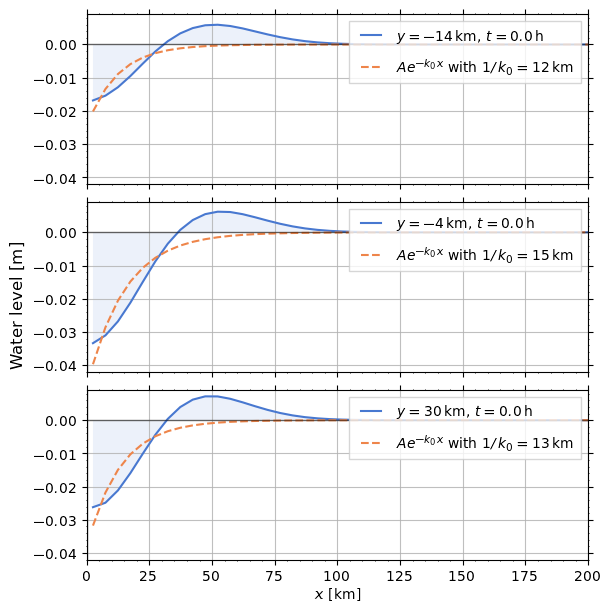 0.00
−0.01
−0.02
−0.03
−0.04
y = −14 km, t = 0.0 h
Ae^{−k₀x} with 1/k₀ = 12 km
0.00
−0.01
−0.02
−0.03
−0.04
y = −4 km, t = 0.0 h
Ae^{−k₀x} with 1/k₀ = 15 km
Water level [m]
0.00
−0.01
−0.02
−0.03
−0.04
y = 30 km, t = 0.0 h
Ae^{−k₀x} with 1/k₀ = 13 km
0 25 50 75 100 125 150 175 200
x [km]